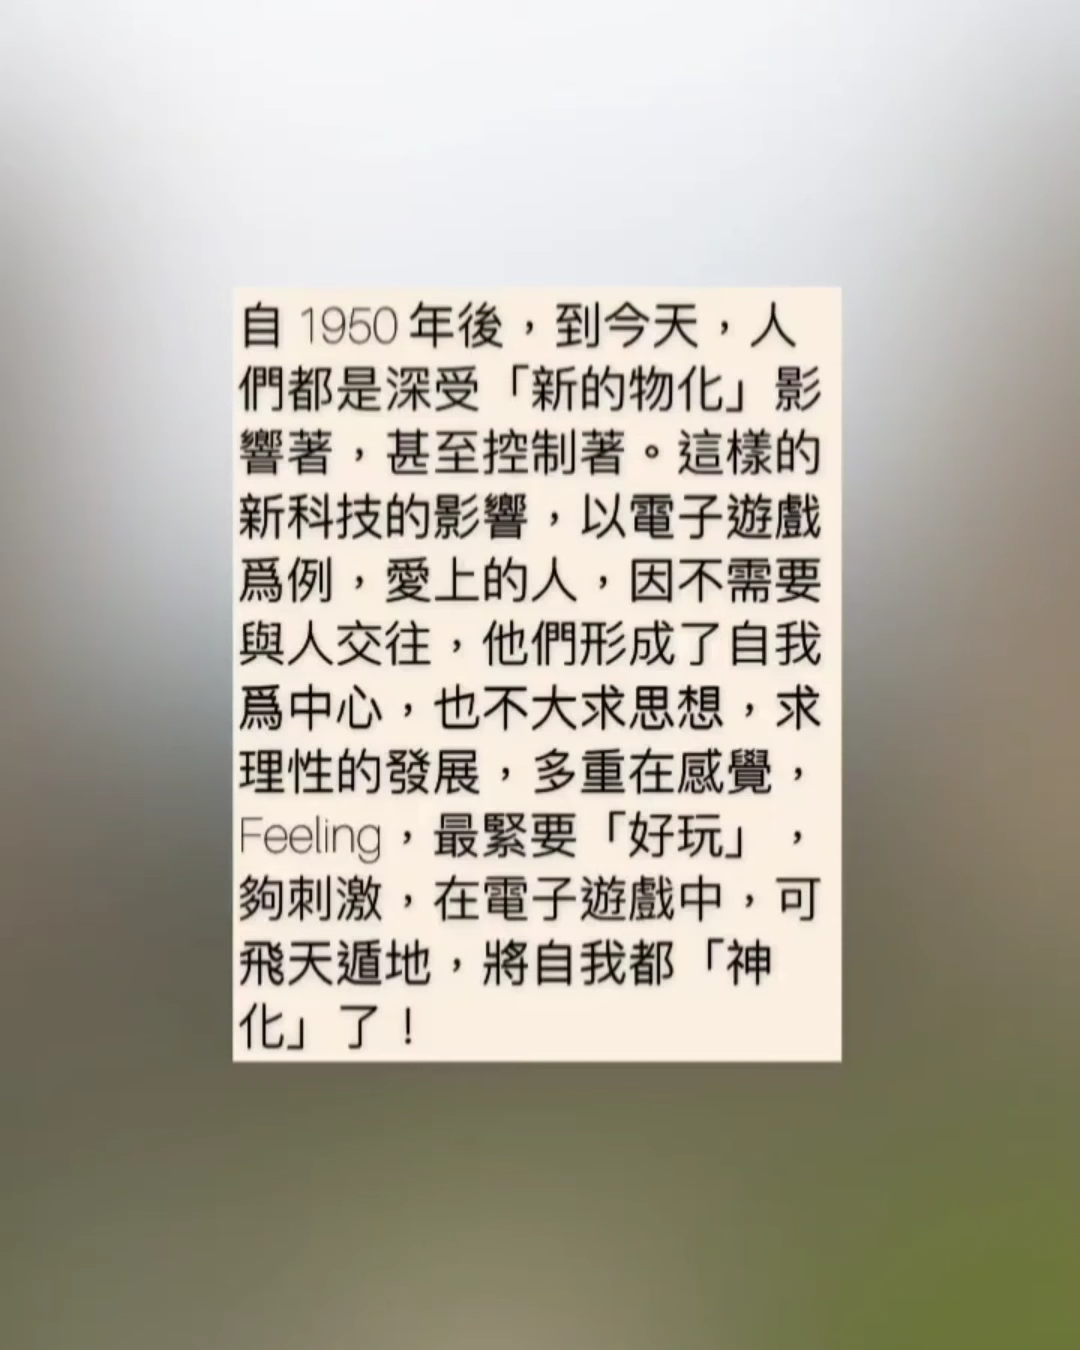 自 1950 年後，到今天，人
們都是深受「新的物化」影
響著，甚至控制著。這樣的
新科技的影響，以電子遊戲
爲例，愛上的人，因不需要
與人交往，他們形成了自我
爲中心，也不大求思想，求
理性的發展，多重在感覺，
Feeling，最緊要「好玩」，
夠刺激，在電子遊戲中，可
飛天遁地，將自我都「神
化」了！